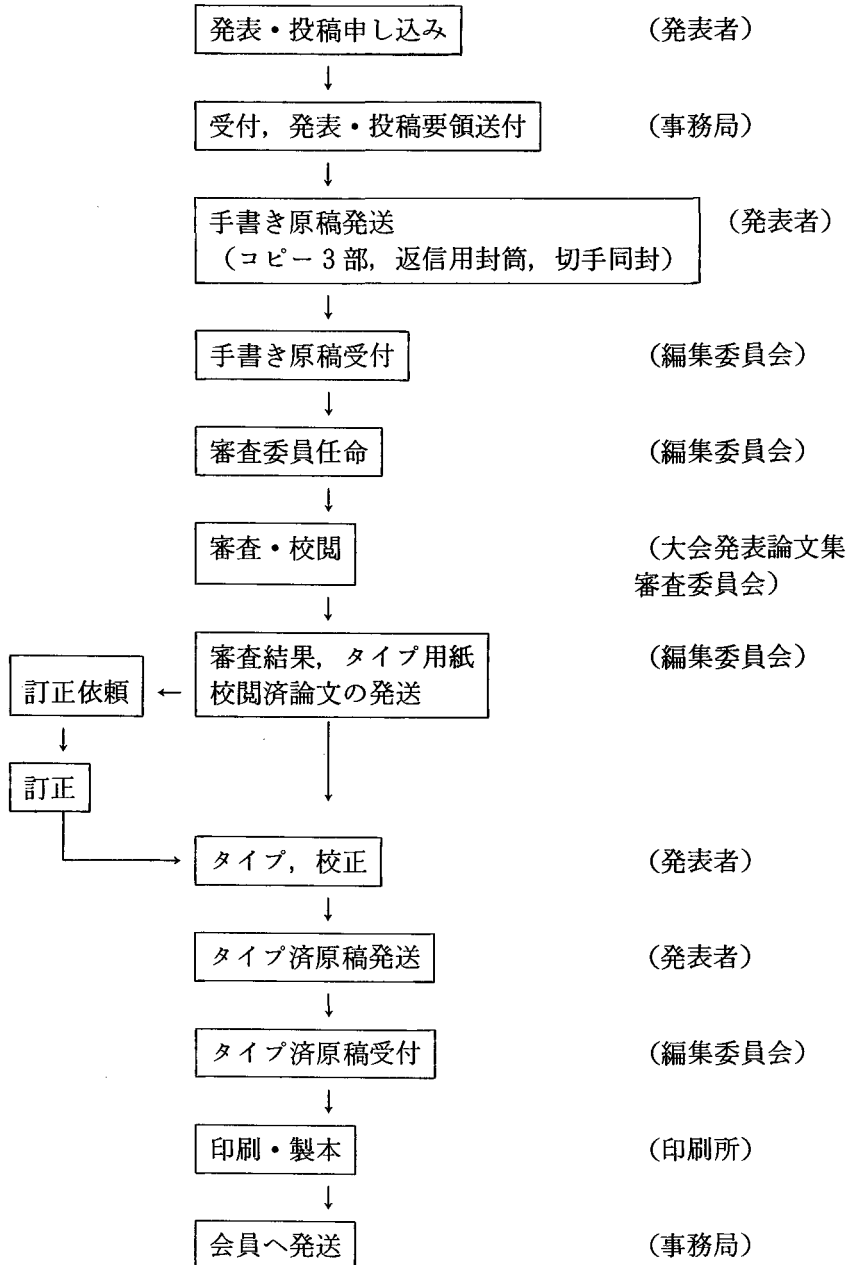 発表・投稿申し込み (発表者)
↓
受付，発表・投稿要領送付 (事務局)
↓
手書き原稿発送 (発表者)
(コピー3部，返信用封筒，切手同封)
↓
手書き原稿受付 (編集委員会)
↓
審査委員任命 (編集委員会)
↓
審査・校閲 (大会発表論文集
審査委員会)
↓
審査結果，タイプ用紙 (編集委員会)
訂正依頼 ← 校閲済論文の発送
↓
訂正
タイプ，校正 (発表者)
↓
タイプ済原稿発送 (発表者)
↓
タイプ済原稿受付 (編集委員会)
↓
印刷・製本 (印刷所)
↓
会員へ発送 (事務局)